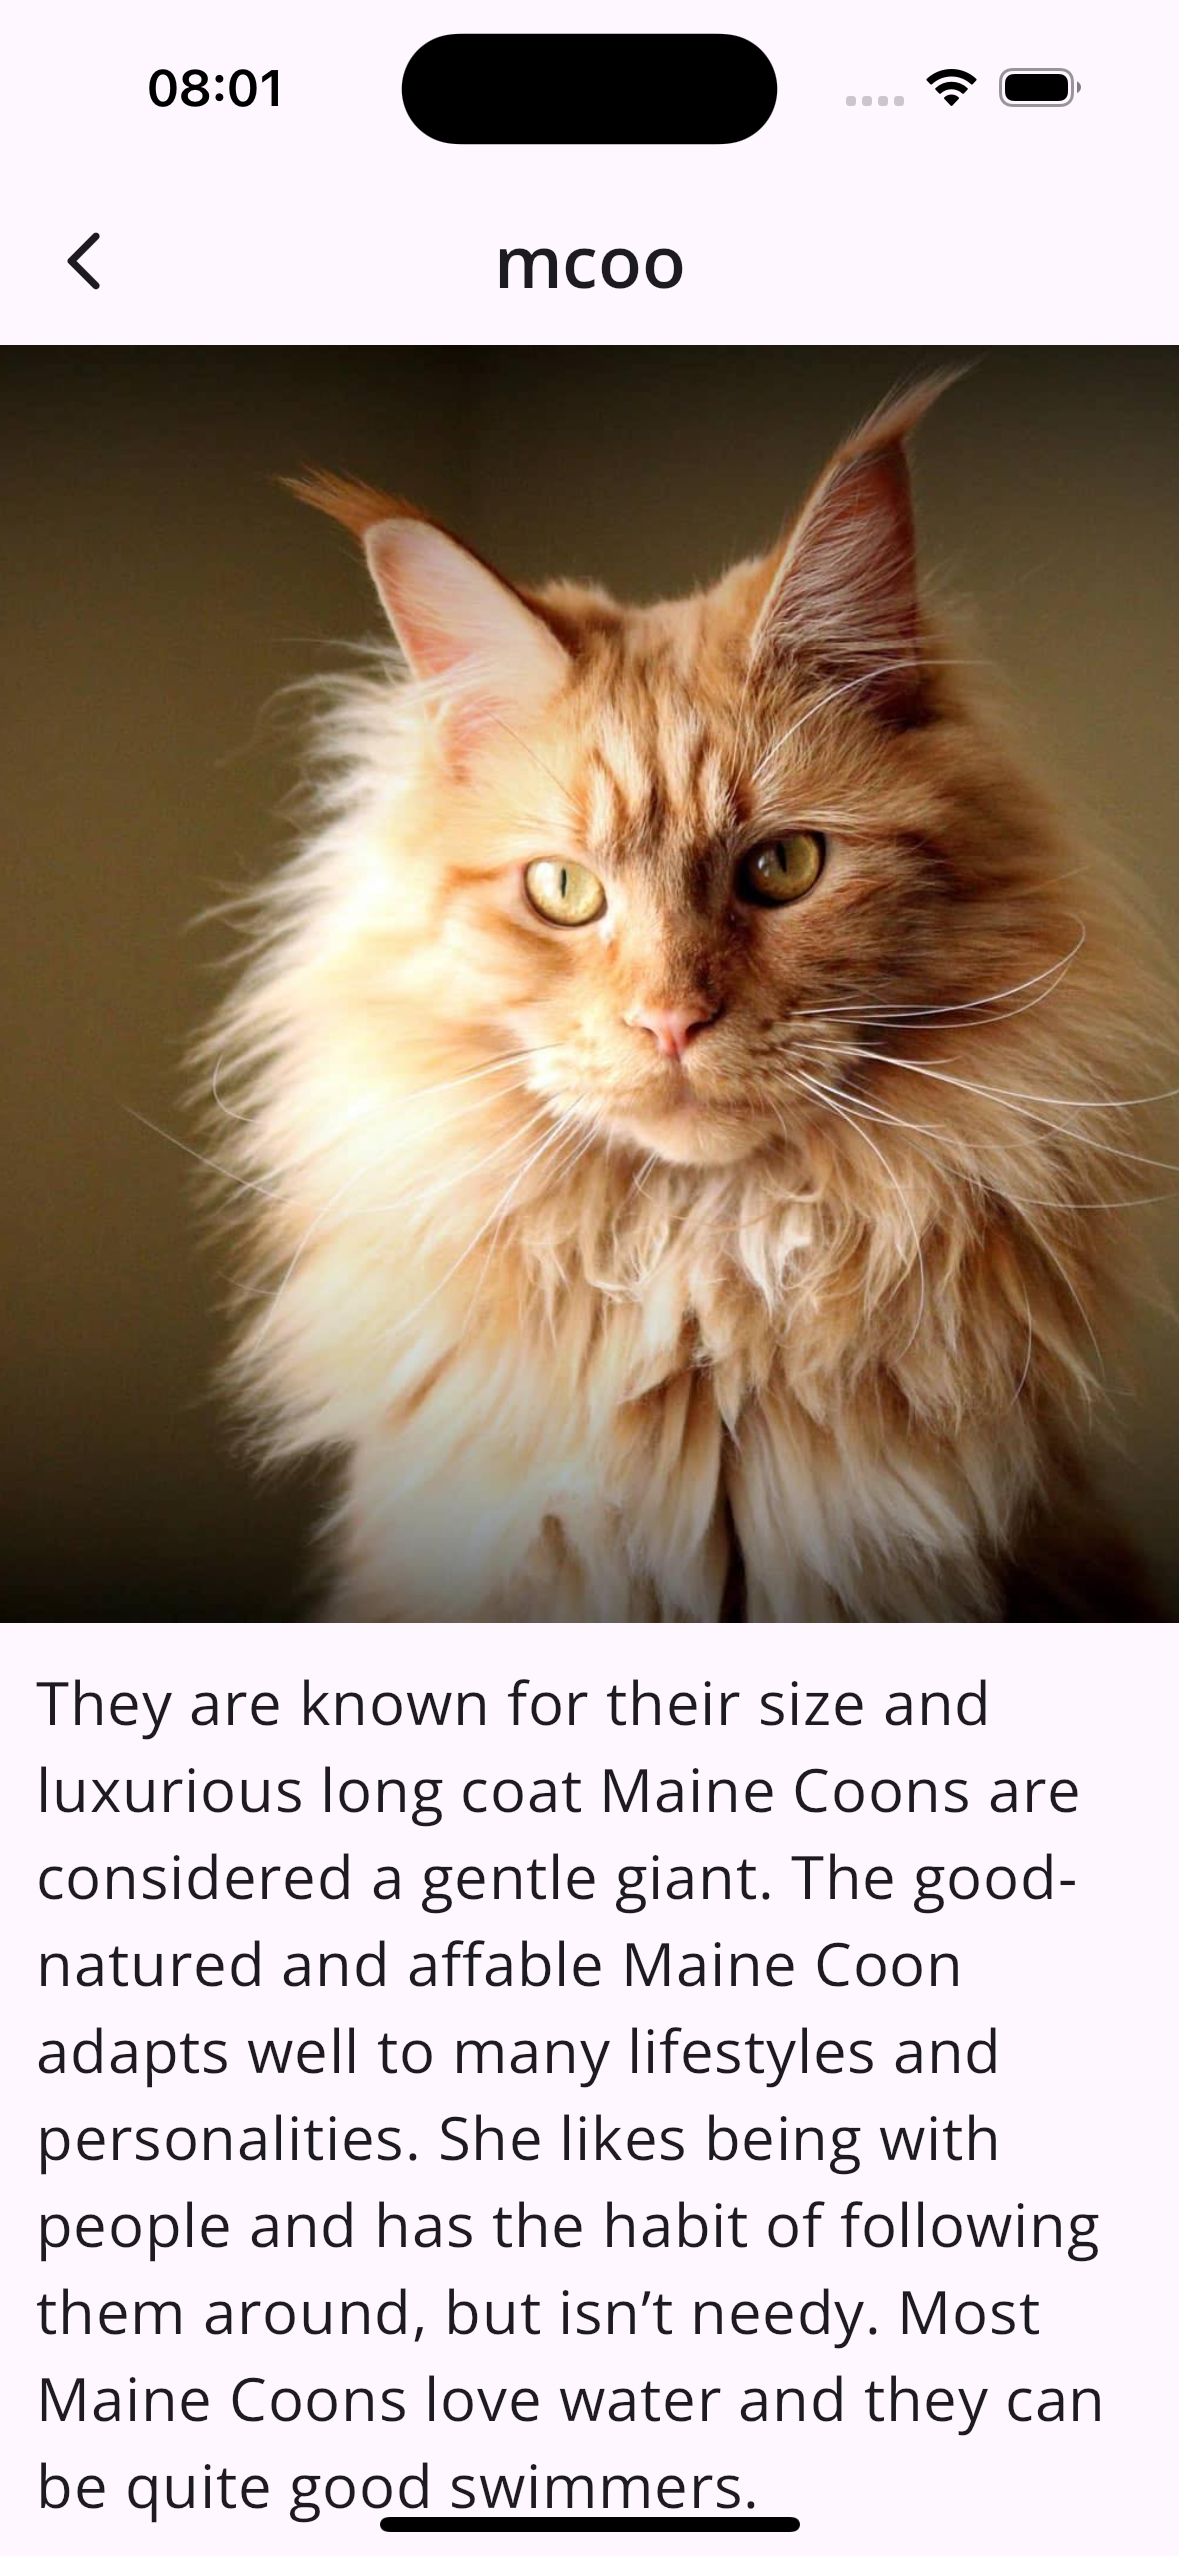 08:01
mcoo
They are known for their size and
luxurious long coat Maine Coons are
considered a gentle giant. The good-
natured and affable Maine Coon
adapts well to many lifestyles and
personalities. She likes being with
people and has the habit of following
them around, but isn’t needy. Most
Maine Coons love water and they can
be quite good swimmers.